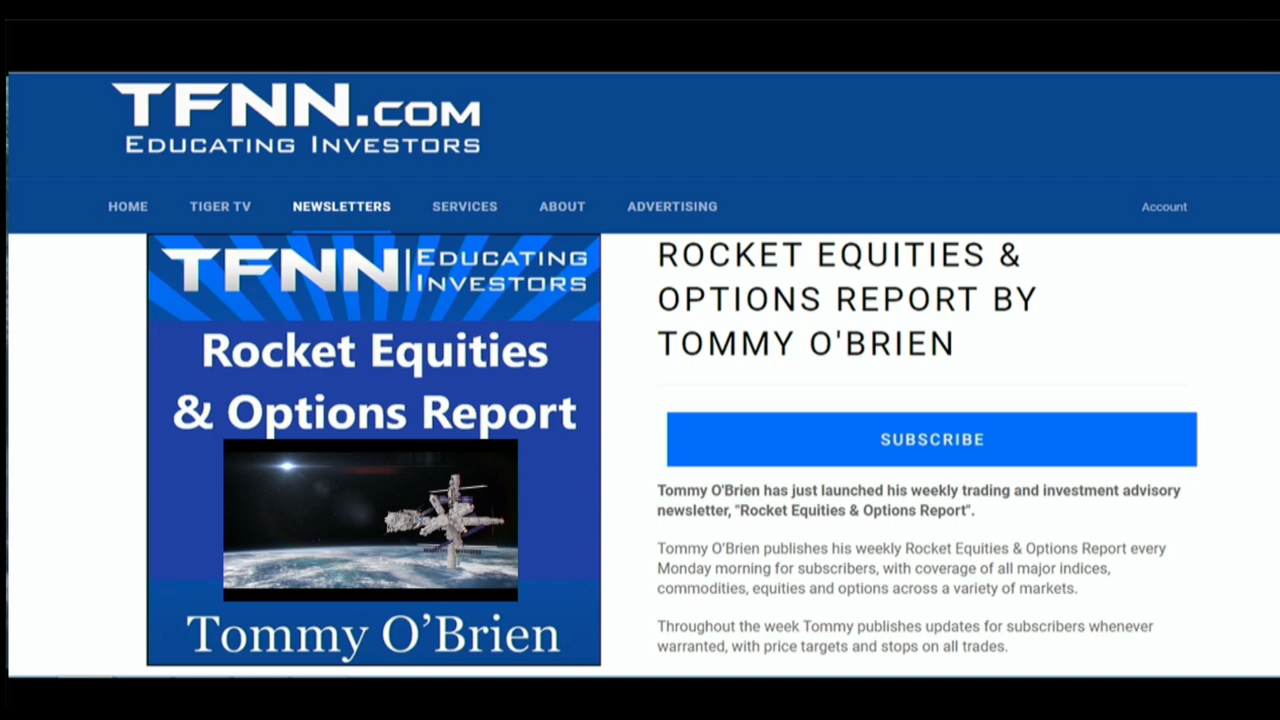 TFNN.COM
EDUCATING INVESTORS
HOME TIGER TV NEWSLETTERS SERVICES ABOUT ADVERTISING Account
TFNN EDUCATING
INVESTORS
Rocket Equities
& Options Report
Tommy O’Brien
ROCKET EQUITIES &
OPTIONS REPORT BY
TOMMY O'BRIEN
SUBSCRIBE
Tommy O'Brien has just launched his weekly trading and investment advisory
newsletter, "Rocket Equities & Options Report".
Tommy O’Brien publishes his weekly Rocket Equities & Options Report every
Monday morning for subscribers, with coverage of all major indices,
commodities, equities and options across a variety of markets.
Throughout the week Tommy publishes updates for subscribers whenever
warranted, with price targets and stops on all trades.